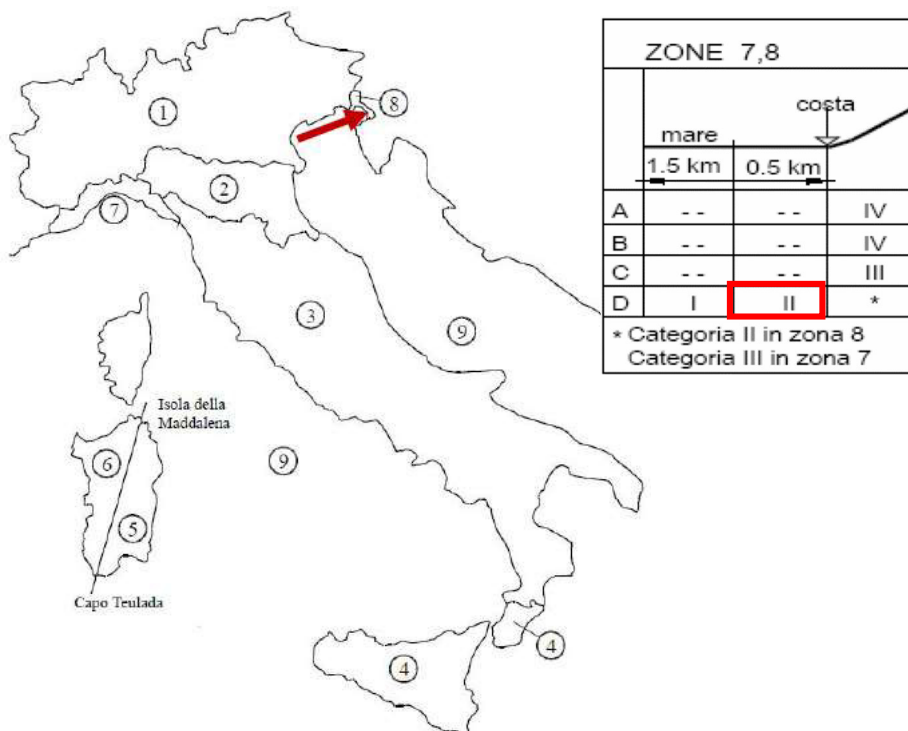 1
8
2
7
3
9
Isola della
Maddalena
6
9
5
Capo Teulada
4
4
ZONE 7,8
costa
mare
1.5 km 0.5 km
A -- -- IV
B -- -- IV
C -- -- III
D I II *
* Categoria II in zona 8
Categoria III in zona 7